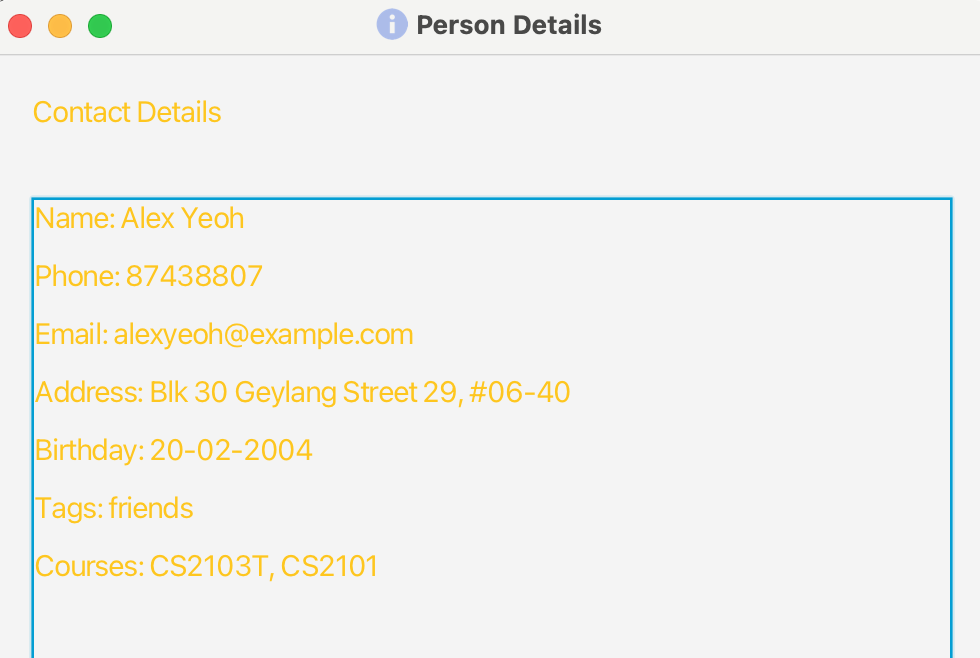 Person Details
Contact Details
Name: Alex Yeoh
Phone: 87438807
Email: alexyeoh@example.com
Address: Blk 30 Geylang Street 29, #06-40
Birthday: 20-02-2004
Tags: friends
Courses: CS2103T, CS2101